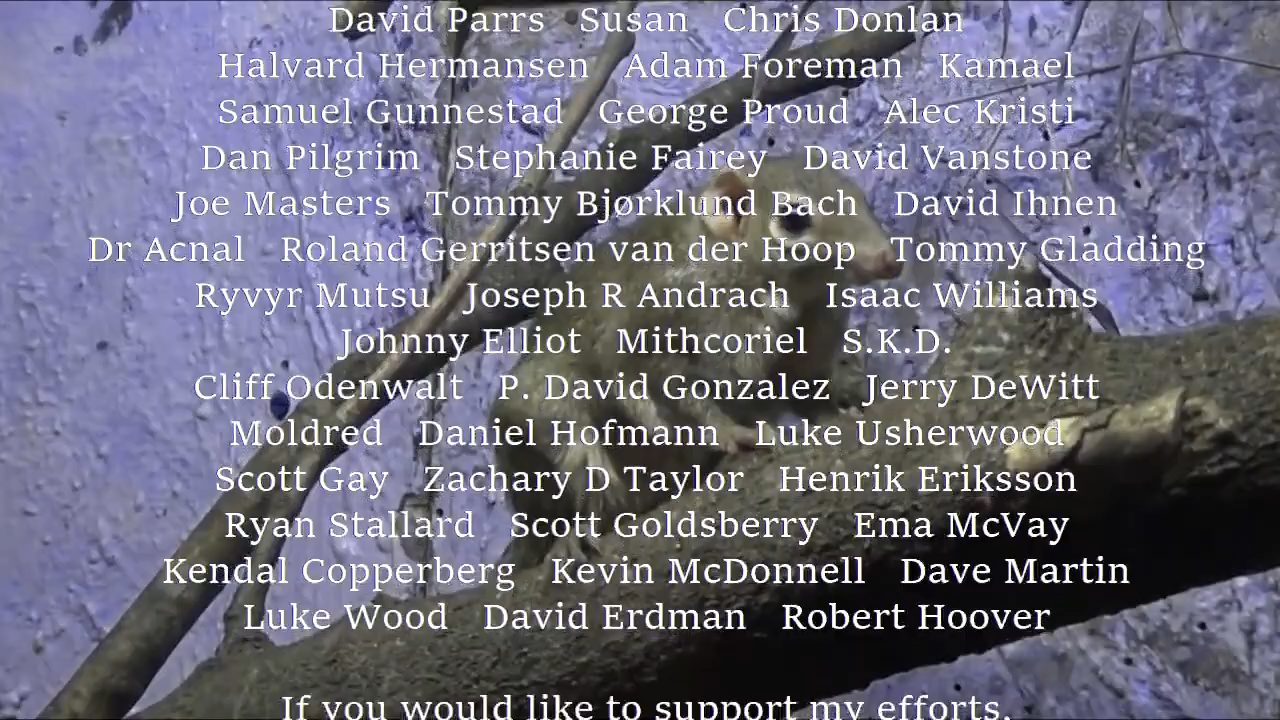 David Parrs Susan Chris Donlan
Halvard Hermansen Adam Foreman Kamael
Samuel Gunnestad George Proud Alec Kristi
Dan Pilgrim Stephanie Fairey David Vanstone
Joe Masters Tommy Bjørklund Bach David Ihnen
Dr Acnal Roland Gerritsen van der Hoop Tommy Gladding
Ryvyr Mutsu Joseph R Andrach Isaac Williams
Johnny Elliot Mithcoriel S.K.D.
Cliff Odenwalt P. David Gonzalez Jerry DeWitt
Moldred Daniel Hofmann Luke Usherwood
Scott Gay Zachary D Taylor Henrik Eriksson
Ryan Stallard Scott Goldsberry Ema McVay
Kendal Copperberg Kevin McDonnell Dave Martin
Luke Wood David Erdman Robert Hoover
If you would like to support my efforts,